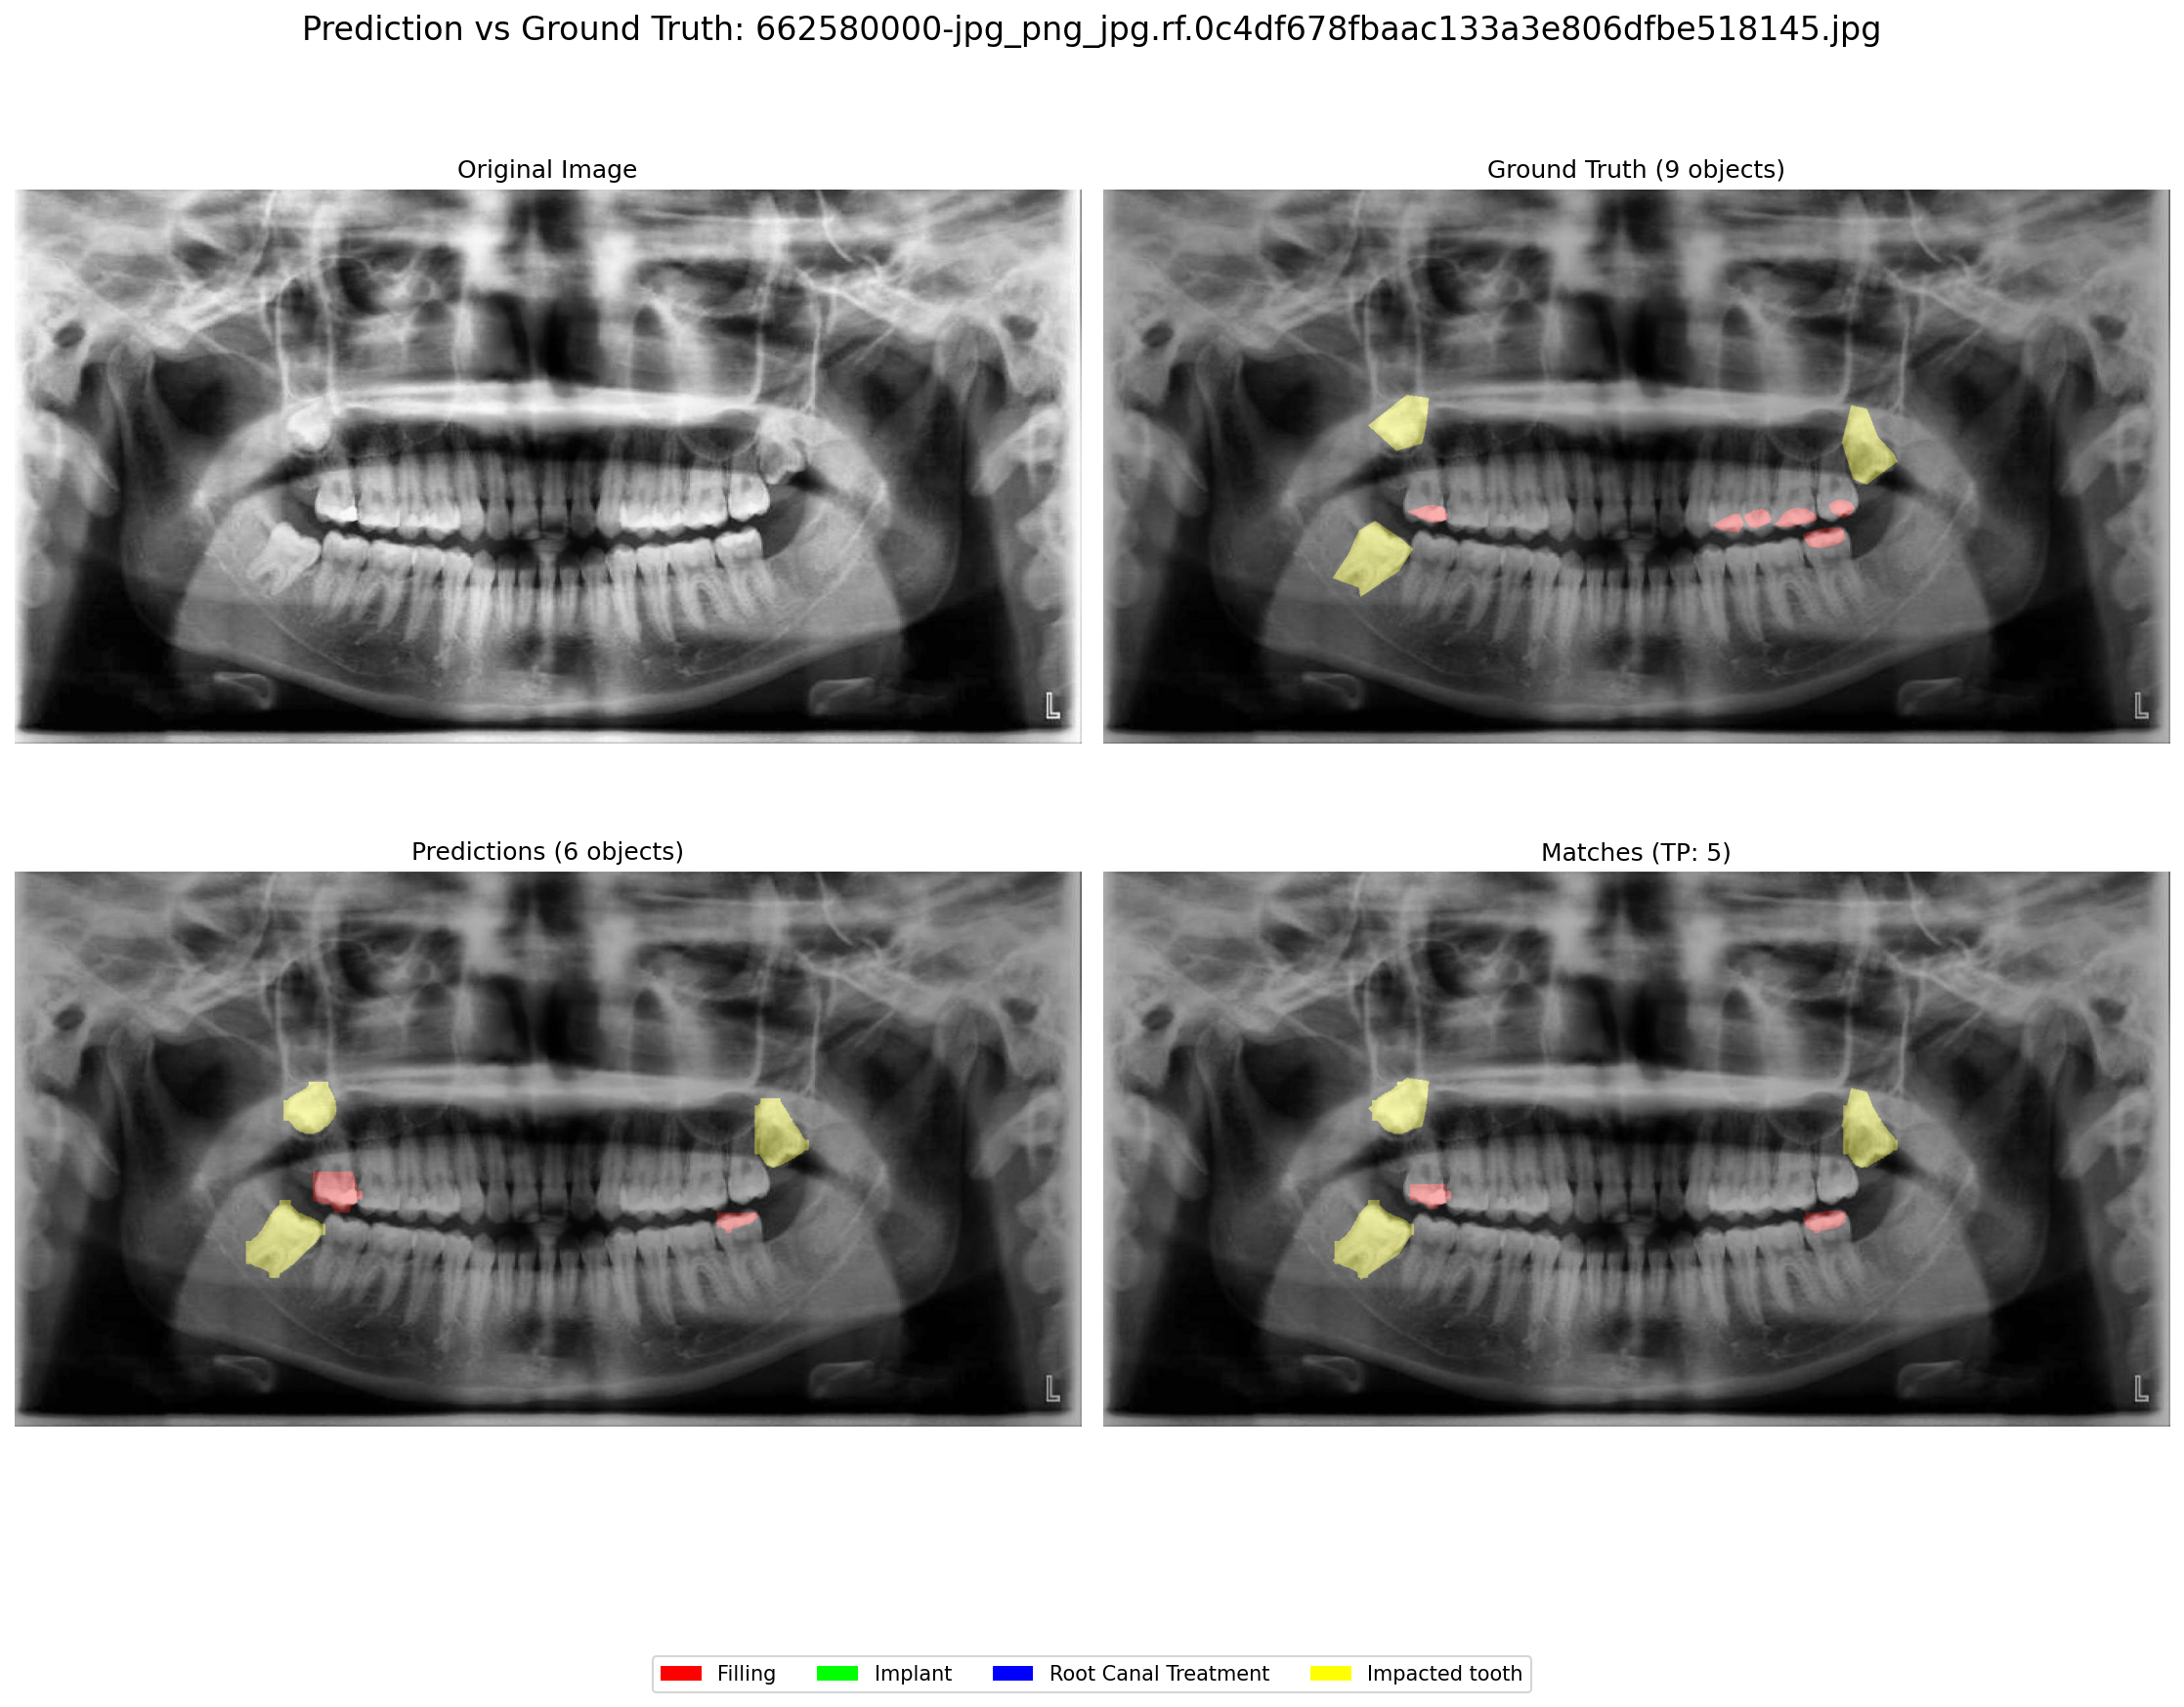 Prediction vs Ground Truth: 662580000-jpg_png_jpg.rf.0c4df678fbaac133a3e806dfbe518145.jpg
Original Image
Ground Truth (9 objects)
L
L
Predictions (6 objects)
Matches (TP: 5)
L
L
Filling
Implant
Root Canal Treatment
Impacted tooth